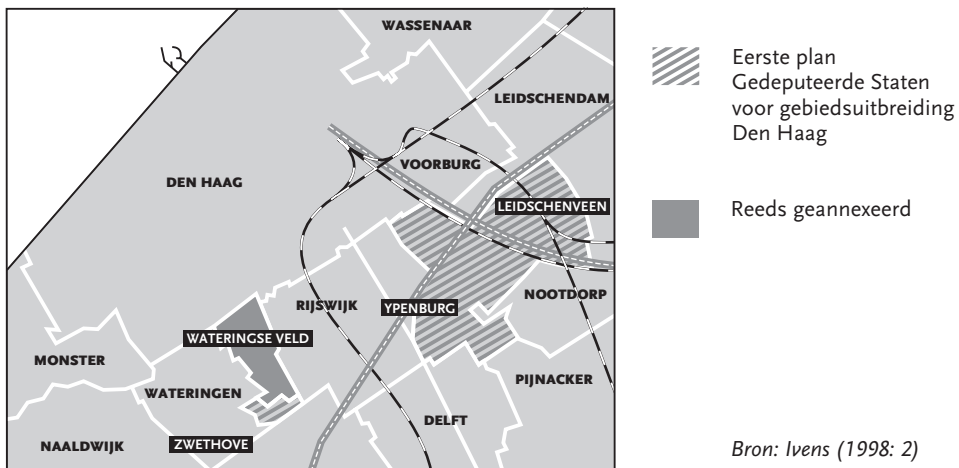 WASSENAAR
LEIDSCHENDAM
VOORBURG
DEN HAAG
LEIDSCHENVEEN
NOOTDORP
RIJSWIJK
YPENBURG
WATERINGSE VELD
MONSTER
PIJNACKER
WATERINGEN
DELFT
NAALDWIJK
ZWETHOVE
Eerste plan
Gedeputeerde Staten
voor gebiedsuitbreiding
Den Haag
Reeds geannexeerd
Bron: Ivens (1998: 2)